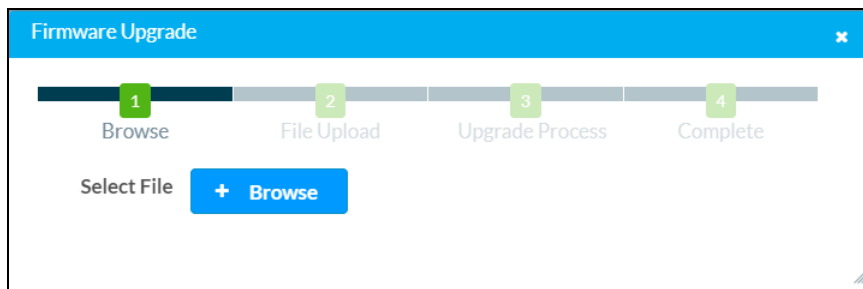 Firmware Upgrade
1 2 3 4
Browse File Upload Upgrade Process Complete
Select File + Browse